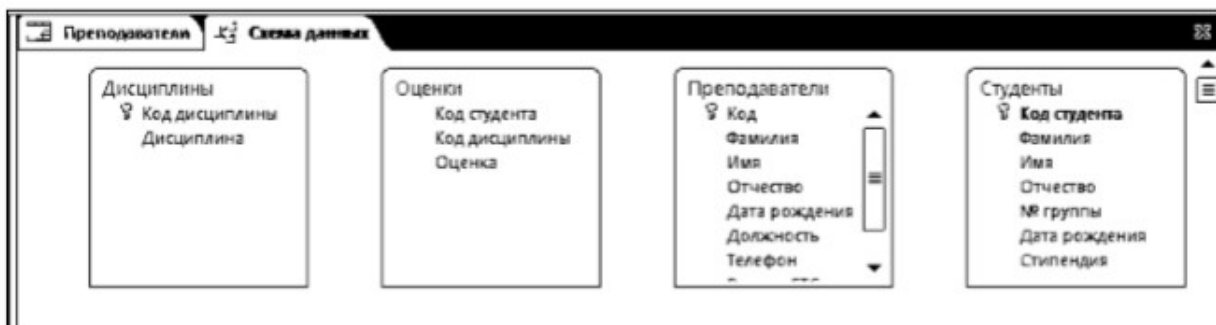 Преподаватели Схема данных
Дисциплины
Код дисциплины
Дисциплина
Оценки
Код студента
Код дисциплины
Оценка
Преподаватели
Код
Фамилия
Имя
Отчество
Дата рождения
Должность
Телефон
Студенты
Код студента
Фамилия
Имя
Отчество
№ группы
Дата рождения
Стипендия